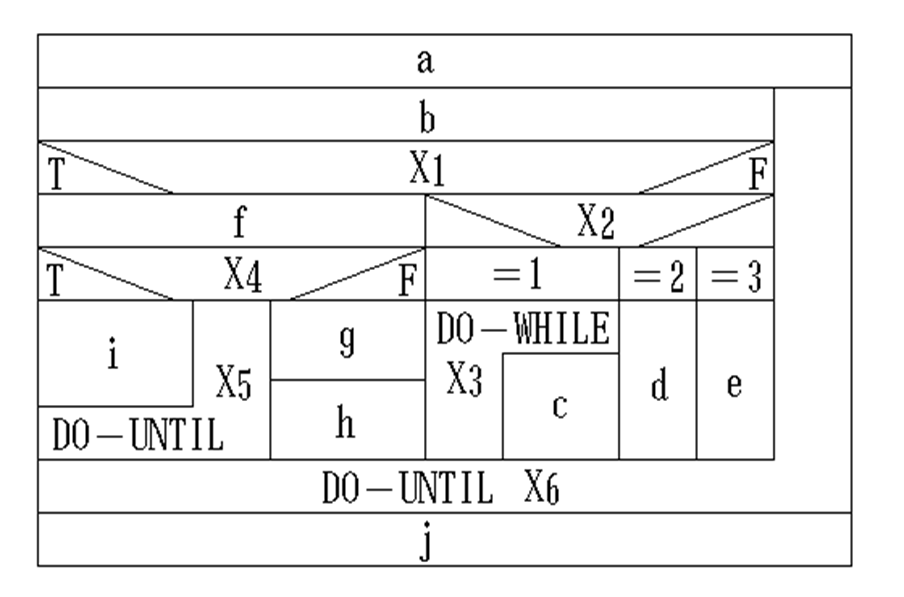 a
b
T X1 F
f X2
T X4 F =1 =2 =3
i g DO-WHILE
X5 X3 c d e
DO-UNTIL h
DO-UNTIL X6
j